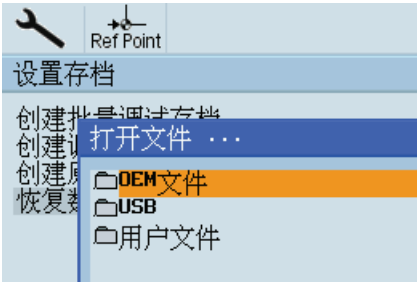 Ref Point
设置存档
创建批量调试存档
创建
创建
恢复数
打开文件 ···
OEM文件
USB
用户文件